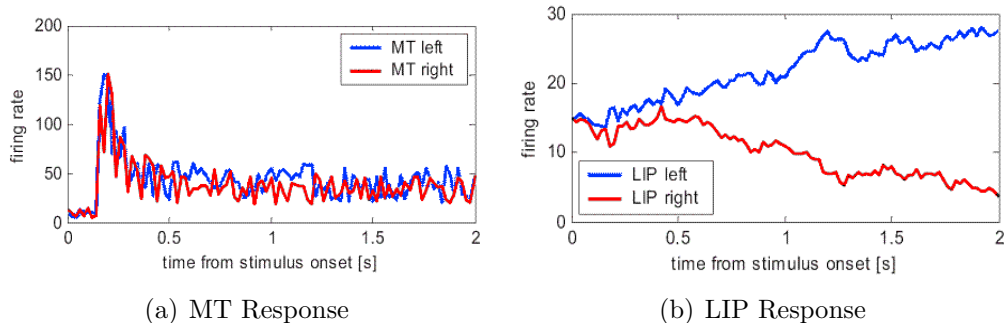 200
150
100
50
0
firing rate
MT left
MT right
0 0.5 1 1.5 2
time from stimulus onset [s]
(a) MT Response
30
20
10
0
firing rate
LIP left
LIP right
0 0.5 1 1.5 2
time from stimulus onset [s]
(b) LIP Response